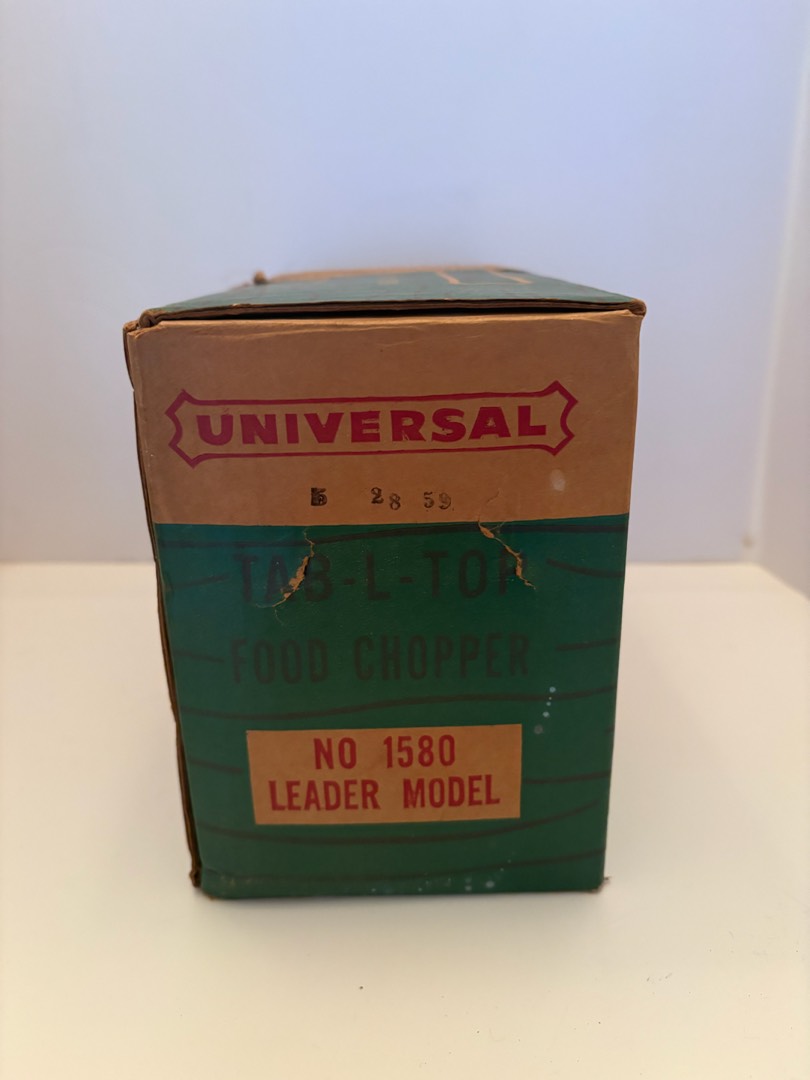 UNIVERSAL
5 28 59
TAB-L-TOP
FOOD CHOPPER
NO 1580
LEADER MODEL